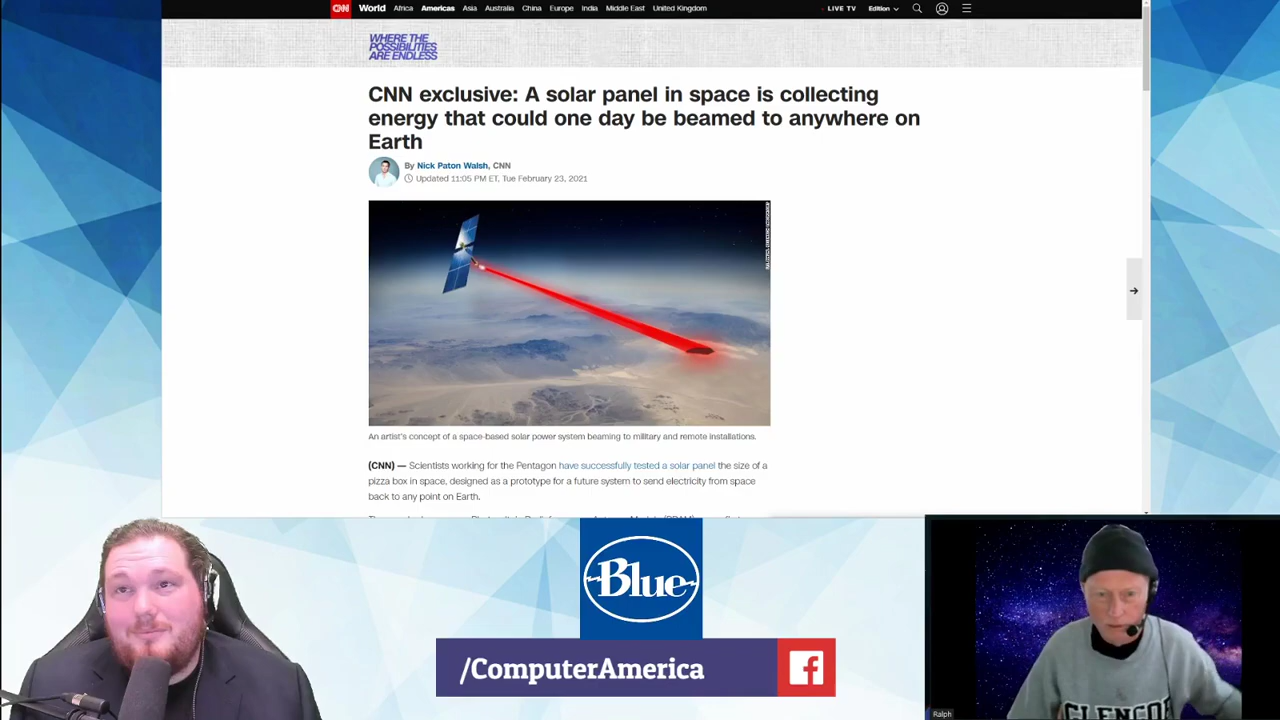 CNN World Africa Americas Asia Australia China Europe India Middle East United Kingdom LIVE TV Edition
WHERE THE
POSSIBILITIES
ARE ENDLESS
CNN exclusive: A solar panel in space is collecting
energy that could one day be beamed to anywhere on
Earth
By Nick Paton Walsh, CNN
Updated 11:05 PM ET, Tue February 23, 2021
An artist's concept of a space-based solar power system beaming to military and remote installations.
(CNN) — Scientists working for the Pentagon have successfully tested a solar panel the size of a
pizza box in space, designed as a prototype for a future system to send electricity from space
back to any point on Earth.
Blue
/ComputerAmerica
f
GLENCOE
Ralph